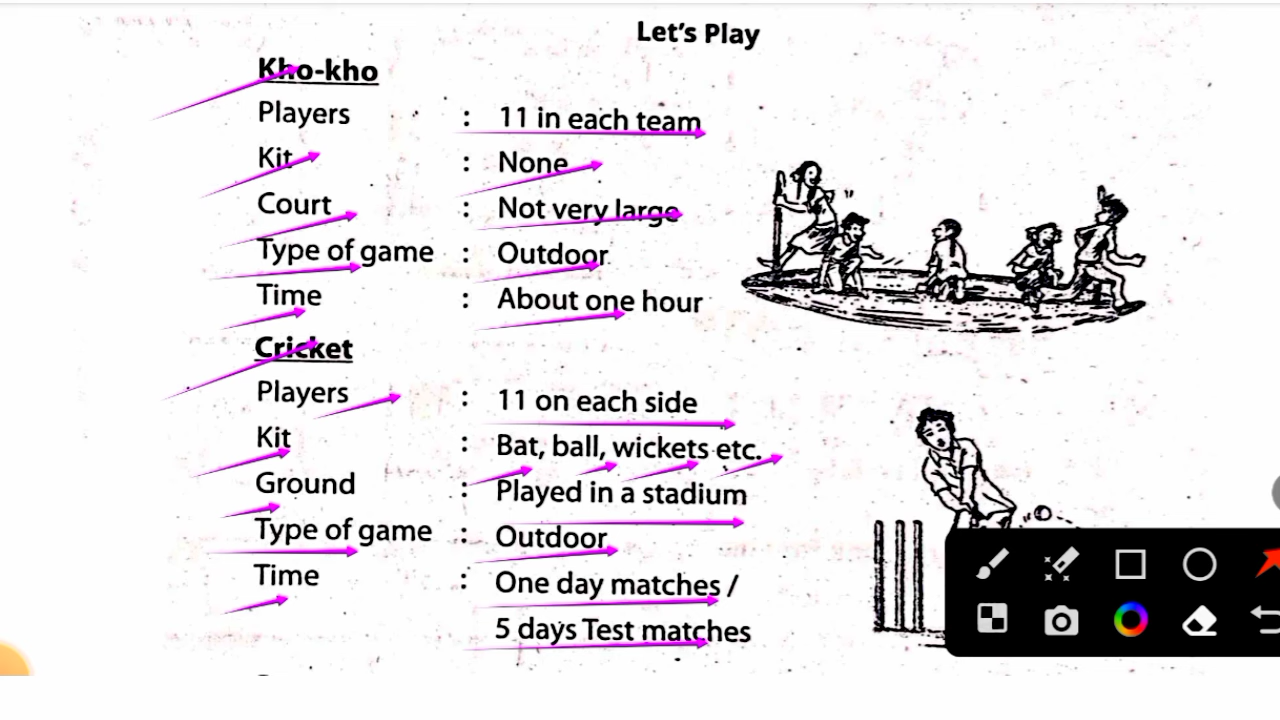 Let's Play
Kho-kho
Players : 11 in each team
Kit : None
Court : Not very large
Type of game : Outdoor
Time : About one hour
Cricket
Players : 11 on each side
Kit : Bat, ball, wickets etc.
Ground : Played in a stadium
Type of game : Outdoor
Time : One day matches /
5 days Test matches